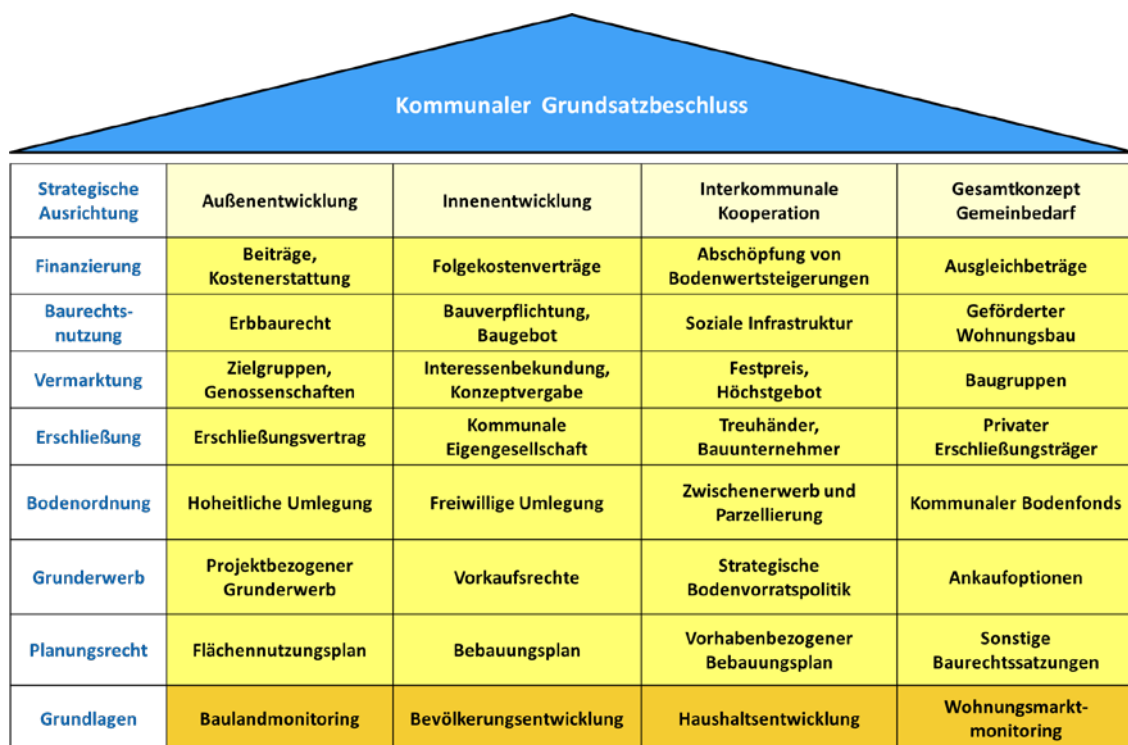 Kommunaler Grundsatzbeschluss
Strategische
Ausrichtung
Außenentwicklung
Innenentwicklung
Interkommunale
Kooperation
Gesamtkonzept
Gemeinbedarf
Finanzierung
Beiträge,
Kostenerstattung
Folgekostenverträge
Abschöpfung von
Bodenwertsteigerungen
Ausgleichbeträge
Baurechts-
nutzung
Erbbaurecht
Bauverpflichtung,
Baugebot
Soziale Infrastruktur
Geförderter
Wohnungsbau
Vermarktung
Zielgruppen,
Genossenschaften
Interessenbekundung,
Konzeptvergabe
Festpreis,
Höchstgebot
Baugruppen
Erschließung
Erschließungsvertrag
Kommunale
Eigengesellschaft
Treuhänder,
Bauunternehmer
Privater
Erschließungsträger
Bodenordnung
Hoheitliche Umlegung
Freiwillige Umlegung
Zwischenerwerb und
Parzellierung
Kommunaler Bodenfonds
Grunderwerb
Projektbezogener
Grunderwerb
Vorkaufsrechte
Strategische
Bodenvorratspolitik
Ankaufoptionen
Planungsrecht
Flächennutzungsplan
Bebauungsplan
Vorhabenbezogener
Bebauungsplan
Sonstige
Baurechtssatzungen
Grundlagen
Baulandmonitoring
Bevölkerungsentwicklung
Haushaltsentwicklung
Wohnungsmarkt-
monitoring